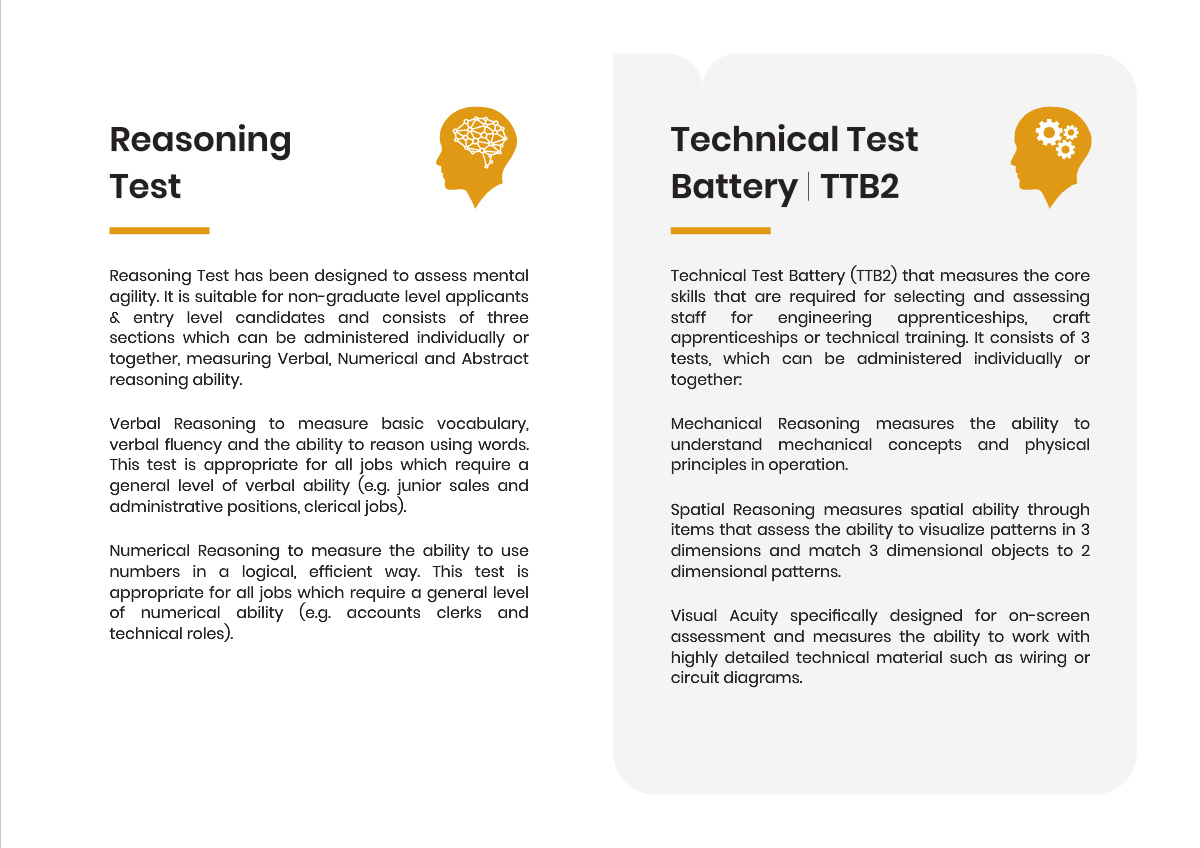 Reasoning
Test
Reasoning Test has been designed to assess mental
agility. It is suitable for non-graduate level applicants
& entry level candidates and consists of three
sections which can be administered individually or
together, measuring Verbal, Numerical and Abstract
reasoning ability.
Verbal Reasoning to measure basic vocabulary,
verbal fluency and the ability to reason using words.
This test is appropriate for all jobs which require a
general level of verbal ability (e.g. junior sales and
administrative positions, clerical jobs).
Numerical Reasoning to measure the ability to use
numbers in a logical, efficient way. This test is
appropriate for all jobs which require a general level
of numerical ability (e.g. accounts clerks and
technical roles).
Technical Test
Battery | TTB2
Technical Test Battery (TTB2) that measures the core
skills that are required for selecting and assessing
staff for engineering apprenticeships, craft
apprenticeships or technical training. It consists of 3
tests, which can be administered individually or
together:
Mechanical Reasoning measures the ability to
understand mechanical concepts and physical
principles in operation.
Spatial Reasoning measures spatial ability through
items that assess the ability to visualize patterns in 3
dimensions and match 3 dimensional objects to 2
dimensional patterns.
Visual Acuity specifically designed for on-screen
assessment and measures the ability to work with
highly detailed technical material such as wiring or
circuit diagrams.